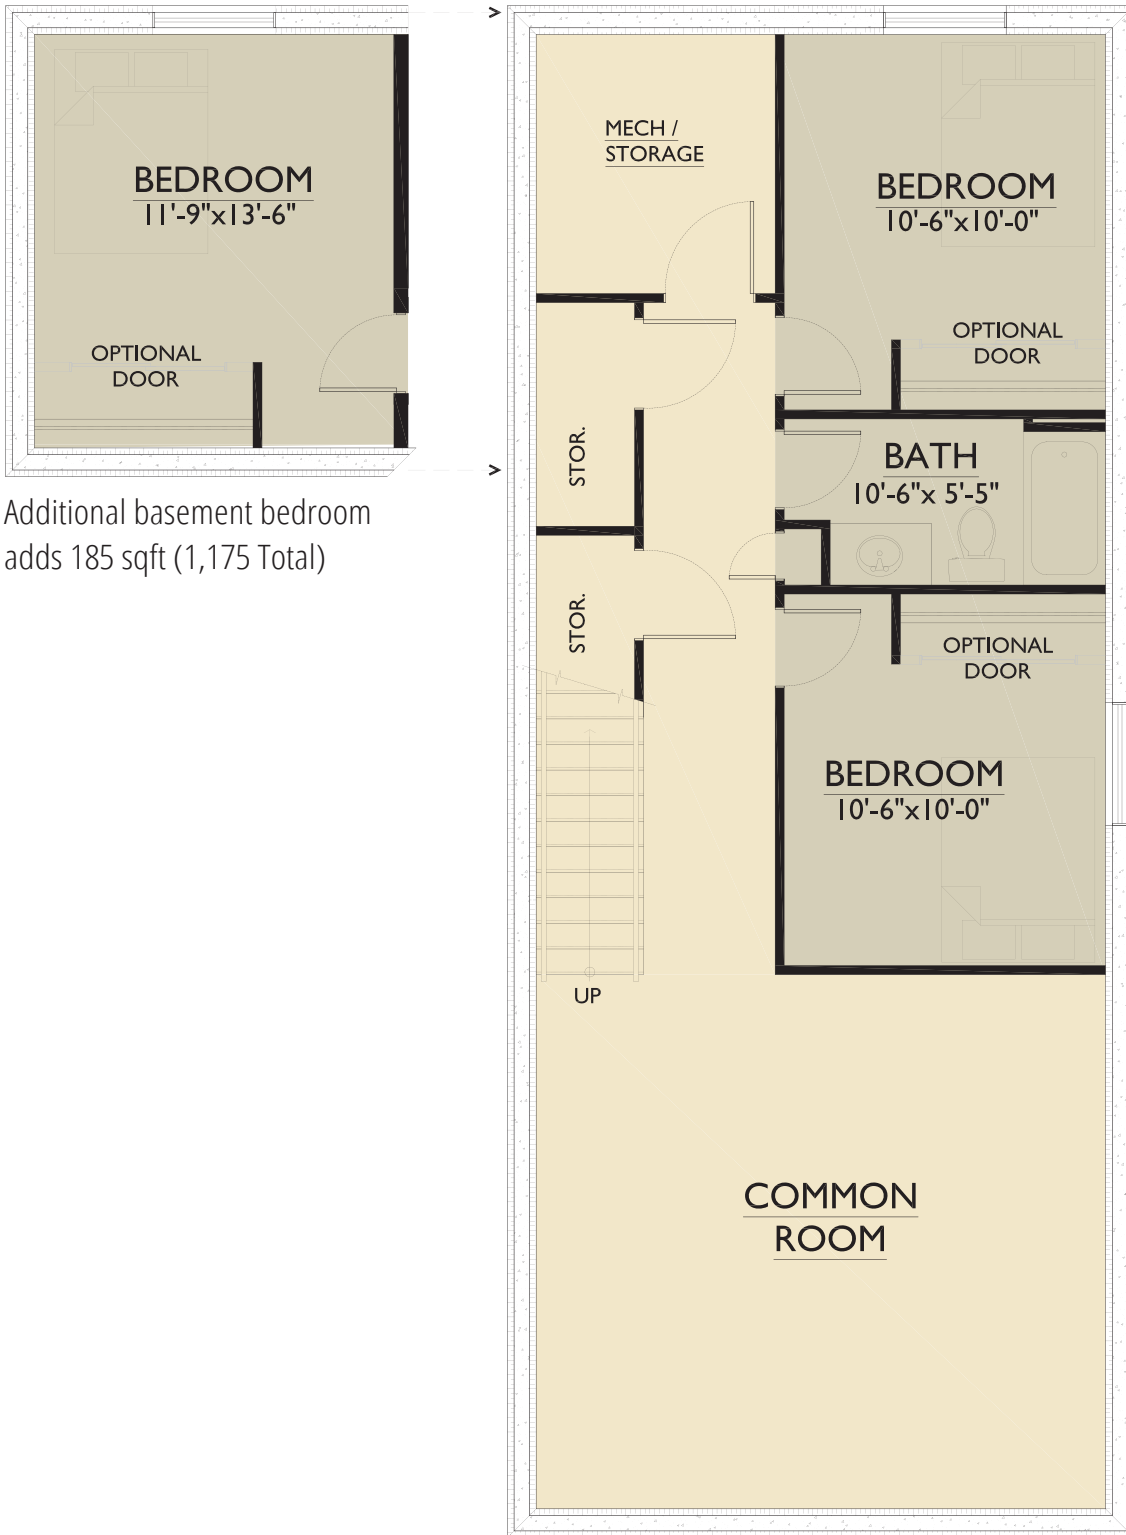 BEDROOM
11'-9"x13'-6"
OPTIONAL
DOOR
Additional basement bedroom
adds 185 sqft (1,175 Total)
MECH /
STORAGE
BEDROOM
10'-6"x10'-0"
OPTIONAL
DOOR
STOR.
BATH
10'-6"x 5'-5"
STOR.
OPTIONAL
DOOR
BEDROOM
10'-6"x10'-0"
UP
COMMON
ROOM